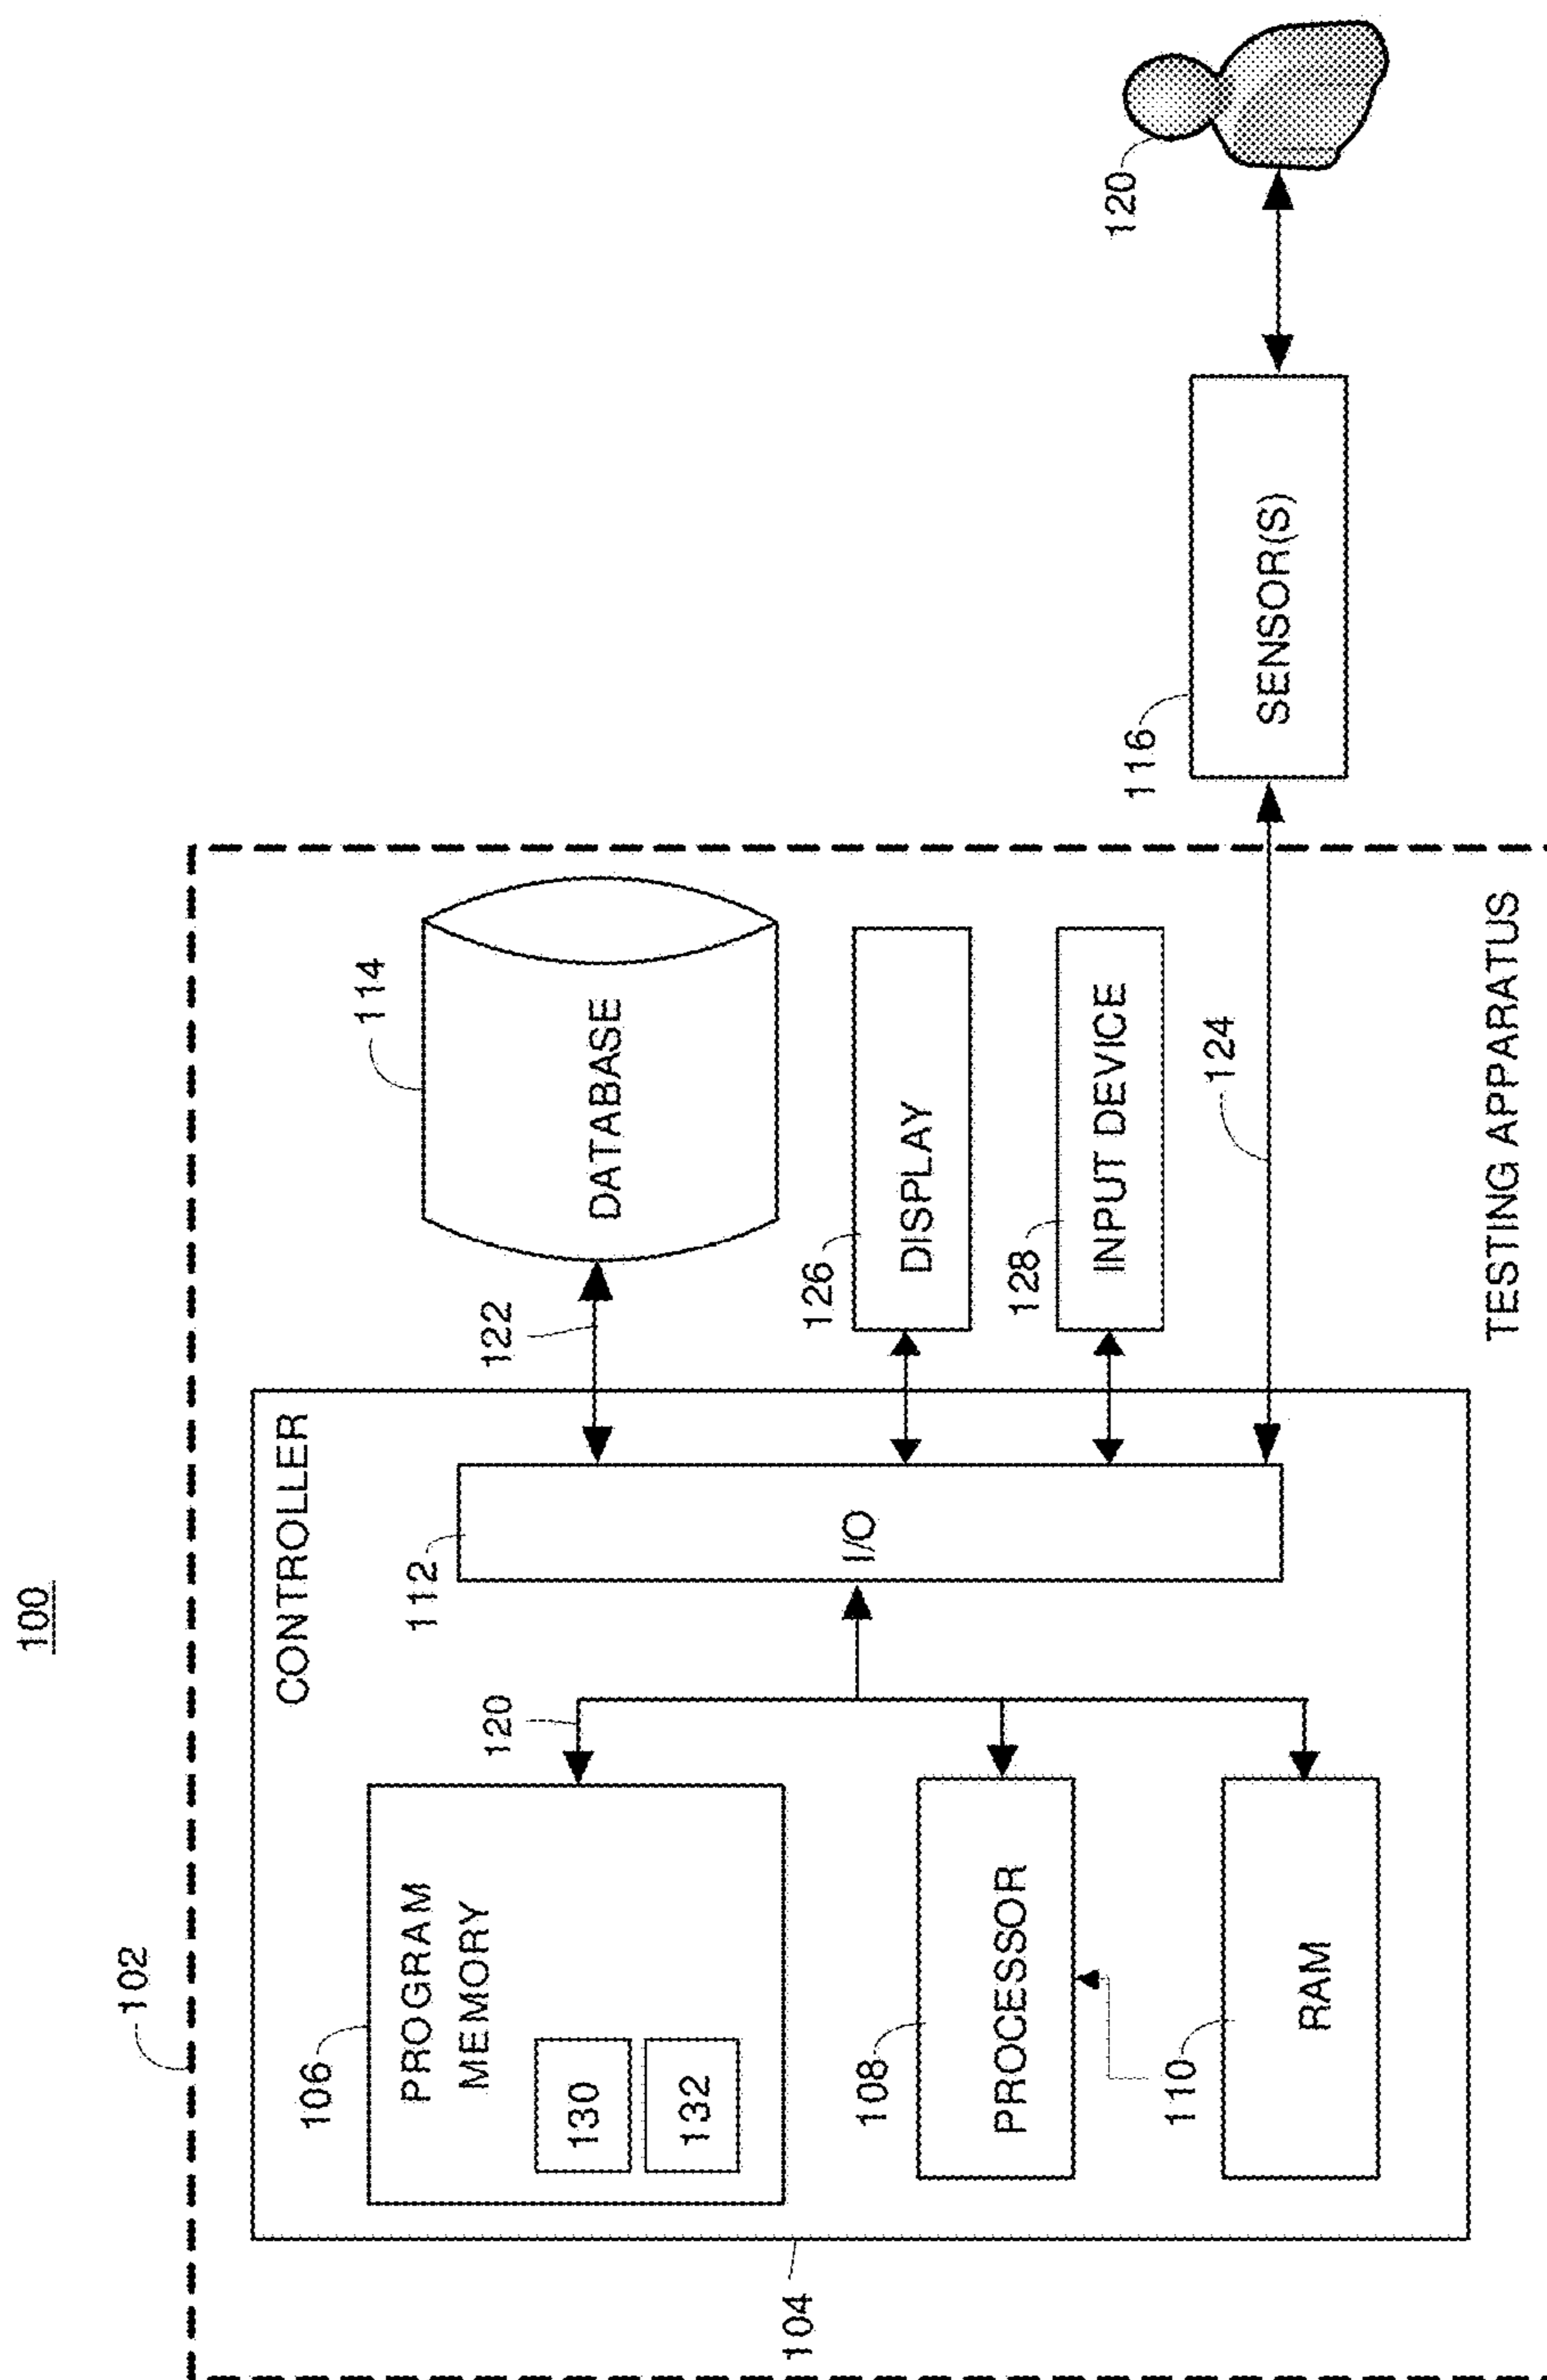 100
102
CONTROLLER
106
PROGRAM
MEMORY
130
132
120
112
I/O
122
114
DATABASE
126
DISPLAY
128
INPUT DEVICE
108
PROCESSOR
110
RAM
104
124
116
SENSOR(S)
120
TESTING APPARATUS